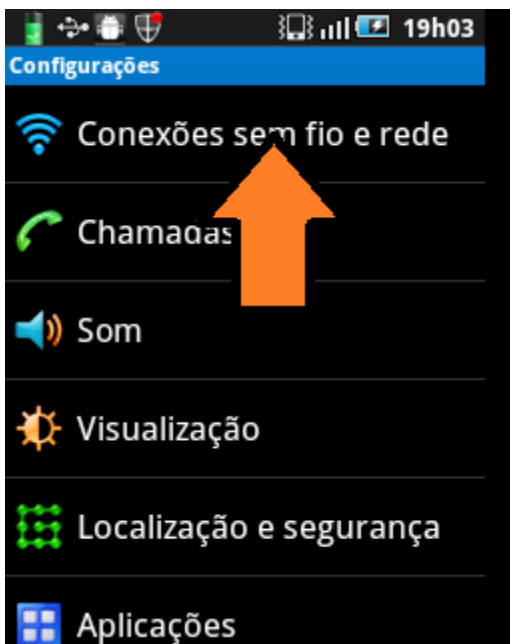 19h03
Configurações
Conexões sem fio e rede
Chamadas
Som
Visualização
Localização e segurança
Aplicações